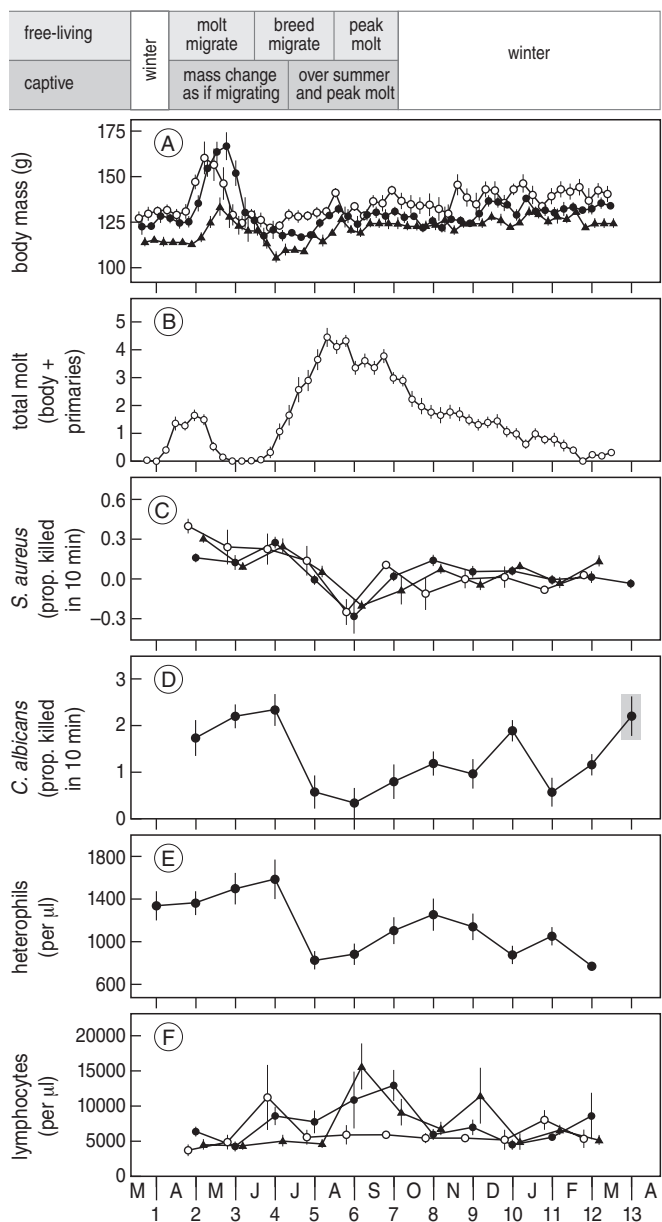 free-living
winter
molt
migrate
breed
migrate
peak
molt
winter
captive
mass change
as if migrating
over summer
and peak molt
A
body mass (g)
175
150
125
100
B
total molt
(body +
primaries)
5
4
3
2
1
0
C
S. aureus
(prop. killed
in 10 min)
0.6
0.3
0.0
−0.3
D
C. albicans
(prop. killed
in 10 min)
3
2
1
0
E
heterophils
(per µl)
1800
1400
1000
600
F
lymphocytes
(per µl)
20000
15000
10000
5000
0
M A M J J A S O N D J F M A
1 2 3 4 5 6 7 8 9 10 11 12 13